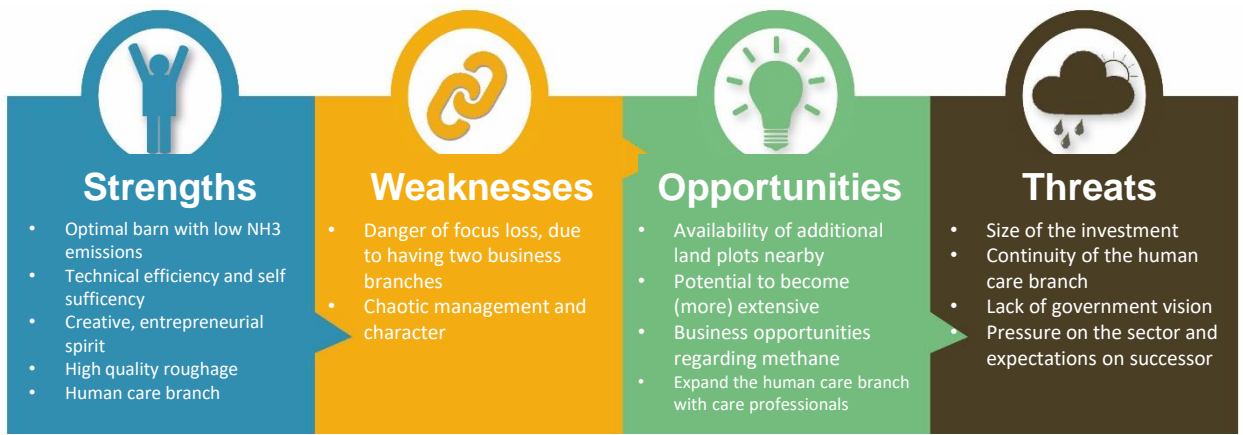 Strengths
• Optimal barn with low NH3
emissions
• Technical efficiency and self
sufficency
• Creative, entrepreneurial
spirit
• High quality roughage
• Human care branch
Weaknesses
• Danger of focus loss, due
to having two business
branches
• Chaotic management and
character
Opportunities
• Availability of additional
land plots nearby
• Potential to become
(more) extensive
• Business opportunities
regarding methane
• Expand the human care branch
with care professionals
Threats
• Size of the investment
• Continuity of the human
care branch
• Lack of government vision
• Pressure on the sector and
expectations on successor